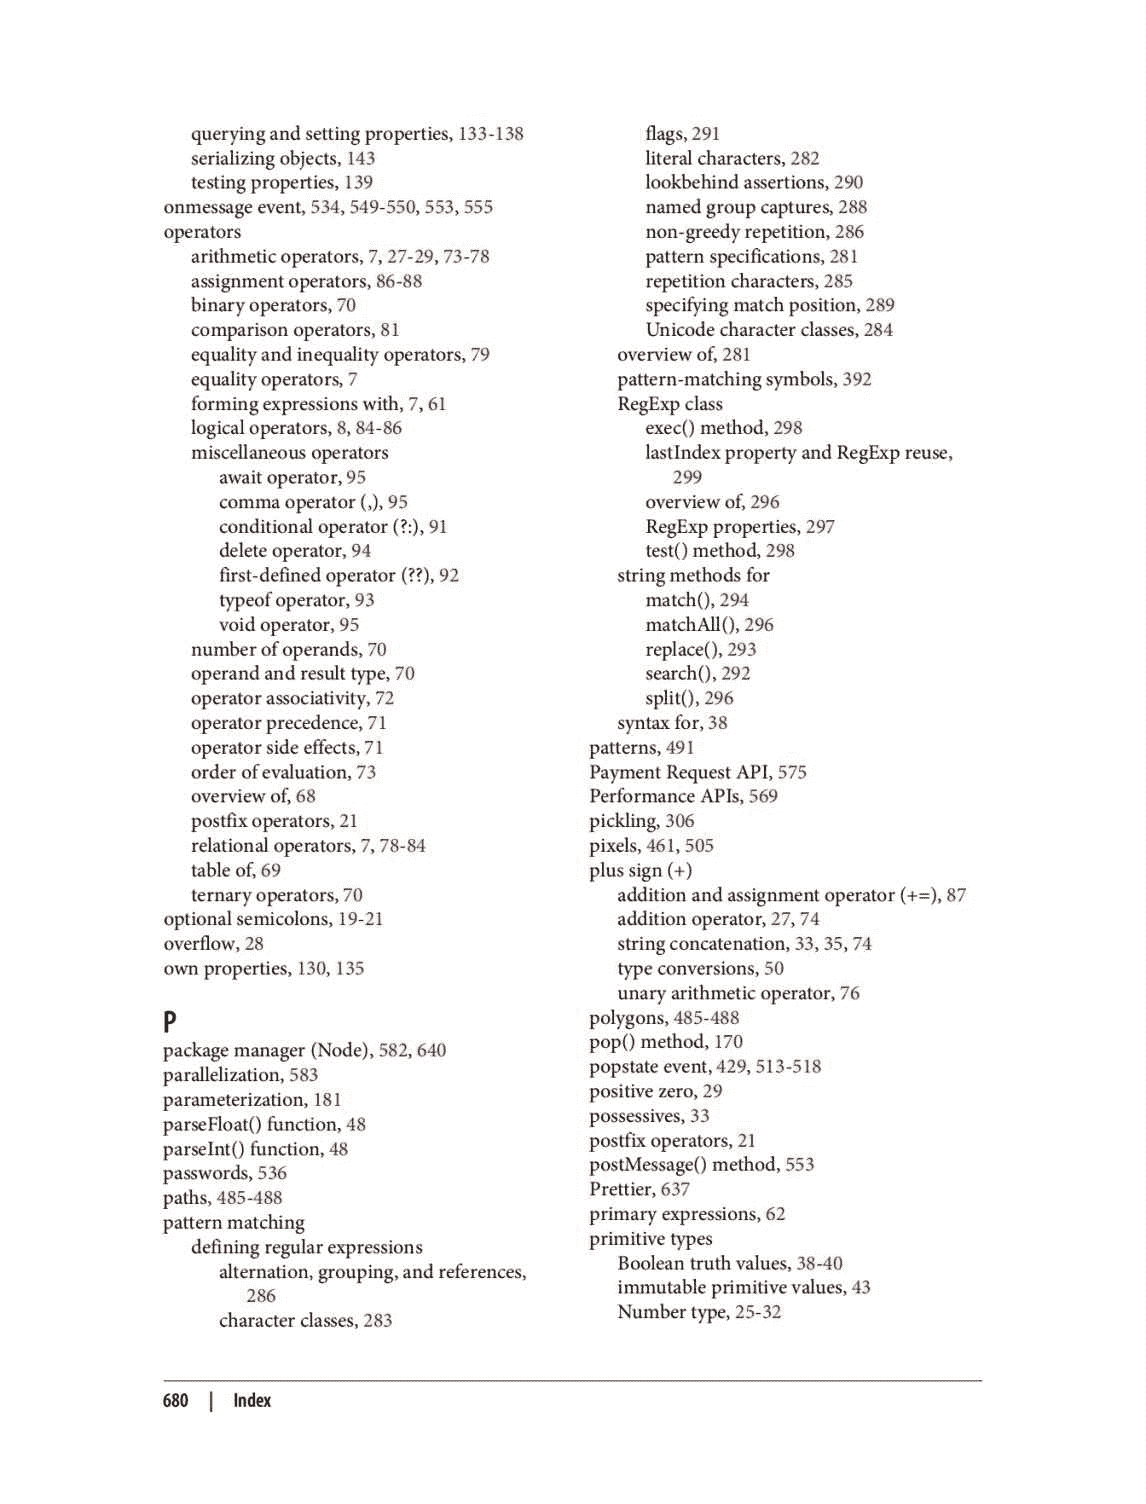 querying and setting properties, 133-138
serializing objects, 143
testing properties, 139
onmessage event, 534, 549-550, 553, 555
operators
arithmetic operators, 7, 27-29, 73-78
assignment operators, 86-88
binary operators, 70
comparison operators, 81
equality and inequality operators, 79
equality operators, 7
forming expressions with, 7, 61
logical operators, 8, 84-86
miscellaneous operators
await operator, 95
comma operator (,), 95
conditional operator (?:), 91
delete operator, 94
first-defined operator (??), 92
typeof operator, 93
void operator, 95
number of operands, 70
operand and result type, 70
operator associativity, 72
operator precedence, 71
operator side effects, 71
order of evaluation, 73
overview of, 68
postfix operators, 21
relational operators, 7, 78-84
table of, 69
ternary operators, 70
optional semicolons, 19-21
overflow, 28
own properties, 130, 135
P
package manager (Node), 582, 640
parallelization, 583
parameterization, 181
parseFloat() function, 48
parseInt() function, 48
passwords, 536
paths, 485-488
pattern matching
defining regular expressions
alternation, grouping, and references,
286
character classes, 283
flags, 291
literal characters, 282
lookbehind assertions, 290
named group captures, 288
non-greedy repetition, 286
pattern specifications, 281
repetition characters, 285
specifying match position, 289
Unicode character classes, 284
overview of, 281
pattern-matching symbols, 392
RegExp class
exec() method, 298
lastIndex property and RegExp reuse,
299
overview of, 296
RegExp properties, 297
test() method, 298
string methods for
match(), 294
matchAll(), 296
replace(), 293
search(), 292
split(), 296
syntax for, 38
patterns, 491
Payment Request API, 575
Performance APIs, 569
pickling, 306
pixels, 461, 505
plus sign (+)
addition and assignment operator (+=), 87
addition operator, 27, 74
string concatenation, 33, 35, 74
type conversions, 50
unary arithmetic operator, 76
polygons, 485-488
pop() method, 170
popstate event, 429, 513-518
positive zero, 29
possessives, 33
postfix operators, 21
postMessage() method, 553
Prettier, 637
primary expressions, 62
primitive types
Boolean truth values, 38-40
immutable primitive values, 43
Number type, 25-32
680 | Index